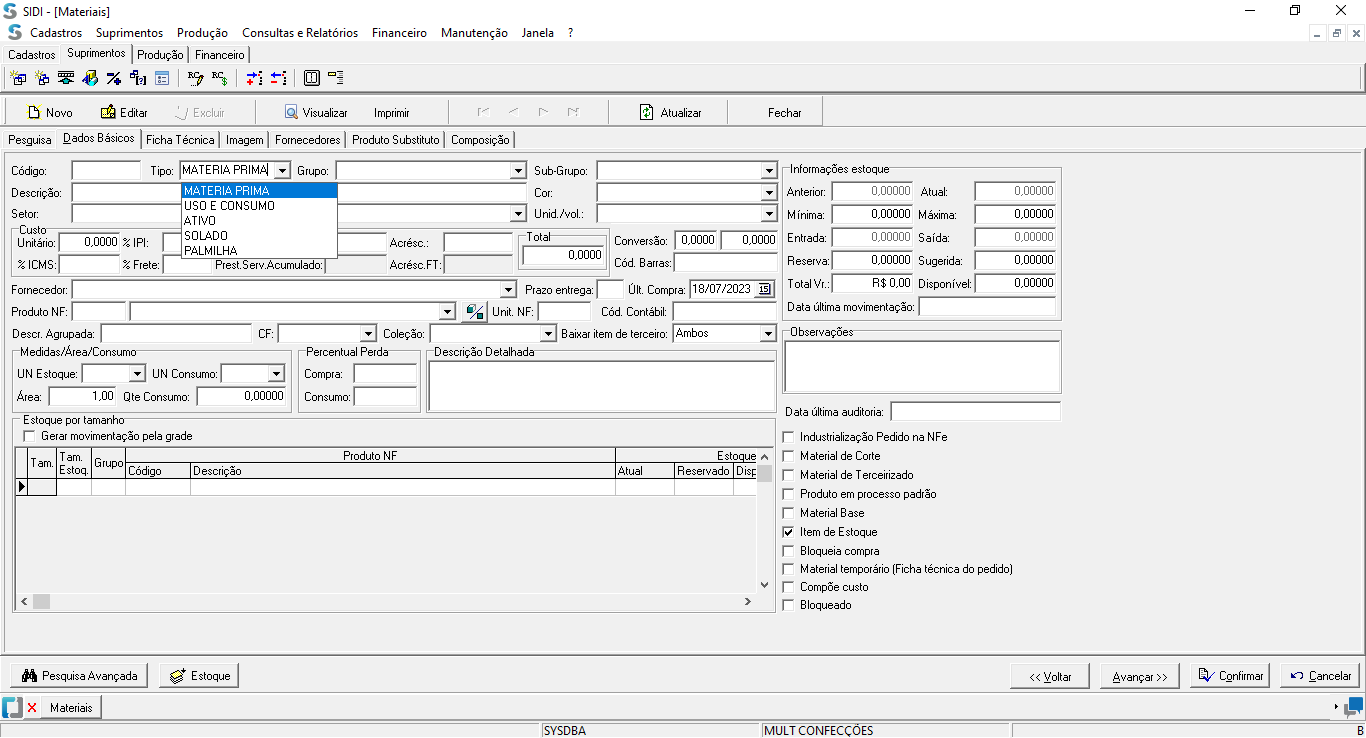 SIDI - [Materiais]
Cadastros Suprimentos Produção Consultas e Relatórios Financeiro Manutenção Janela ?
Cadastros Suprimentos Produção Financeiro
Novo Editar Excluir Visualizar Imprimir Atualizar Fechar
Pesquisa Dados Básicos Ficha Técnica Imagem Fornecedores Produto Substituto Composição
Código: Tipo: MATERIA PRIMA Grupo: Sub-Grupo:
Descrição: Cor:
Setor: Unid./vol.:
MATERIA PRIMA
USO E CONSUMO
ATIVO
SOLADO
PALMILHA
Custo
Unitário: 0,0000 % IPI: Acrésc.:
% ICMS: % Frete: Prest.Serv.Acumulado: Acrésc.FT:
Total
0,0000
Conversão: 0,0000 0,0000
Cód. Barras:
Fornecedor: Prazo entrega: Últ. Compra: 18/07/2023 15
Produto NF: Unit. NF: Cód. Contábil:
Descr. Agrupada: CF: Coleção: Baixar item de terceiro: Ambos
Medidas/Área/Consumo
UN Estoque: UN Consumo:
Área: 1,00 Qte Consumo: 0,00000
Percentual Perda
Compra:
Consumo:
Descrição Detalhada
Estoque por tamanho
Gerar movimentação pela grade
Tam. Tam. Estoq. Grupo Produto NF Estoque
Código Descrição Atual Reservado Disp
Informações estoque
Anterior: 0,00000 Atual: 0,00000
Mínima: 0,00000 Máxima: 0,00000
Entrada: 0,00000 Saída: 0,00000
Reserva: 0,00000 Sugerida: 0,00000
Total Vr.: R$ 0,00 Disponível: 0,00000
Data última movimentação:
Observações
Data última auditoria:
Industrialização Pedido na NFe
Material de Corte
Material de Terceirizado
Produto em processo padrão
Material Base
Item de Estoque
Bloqueia compra
Material temporário (Ficha técnica do pedido)
Compõe custo
Bloqueado
Pesquisa Avançada Estoque << Voltar Avançar >> Confirmar Cancelar
Materiais
SYSDBA MULT CONFECÇÕES B